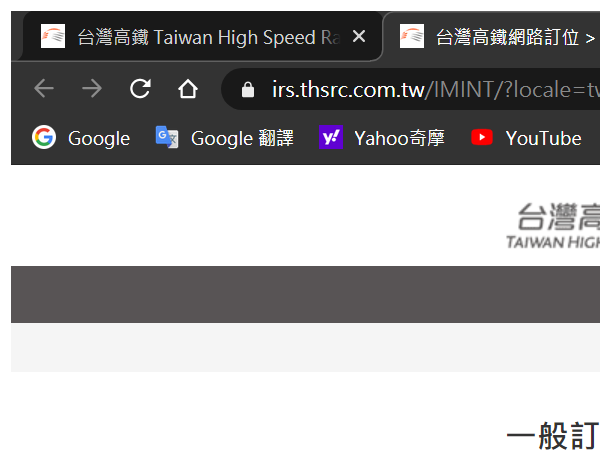 台灣高鐵 Taiwan High Speed Ra
台灣高鐵網路訂位 >
irs.thsrc.com.tw/IMINT/?locale=tw
Google
Google 翻譯
Yahoo奇摩
YouTube
台灣高
TAIWAN HIGH
一般訂